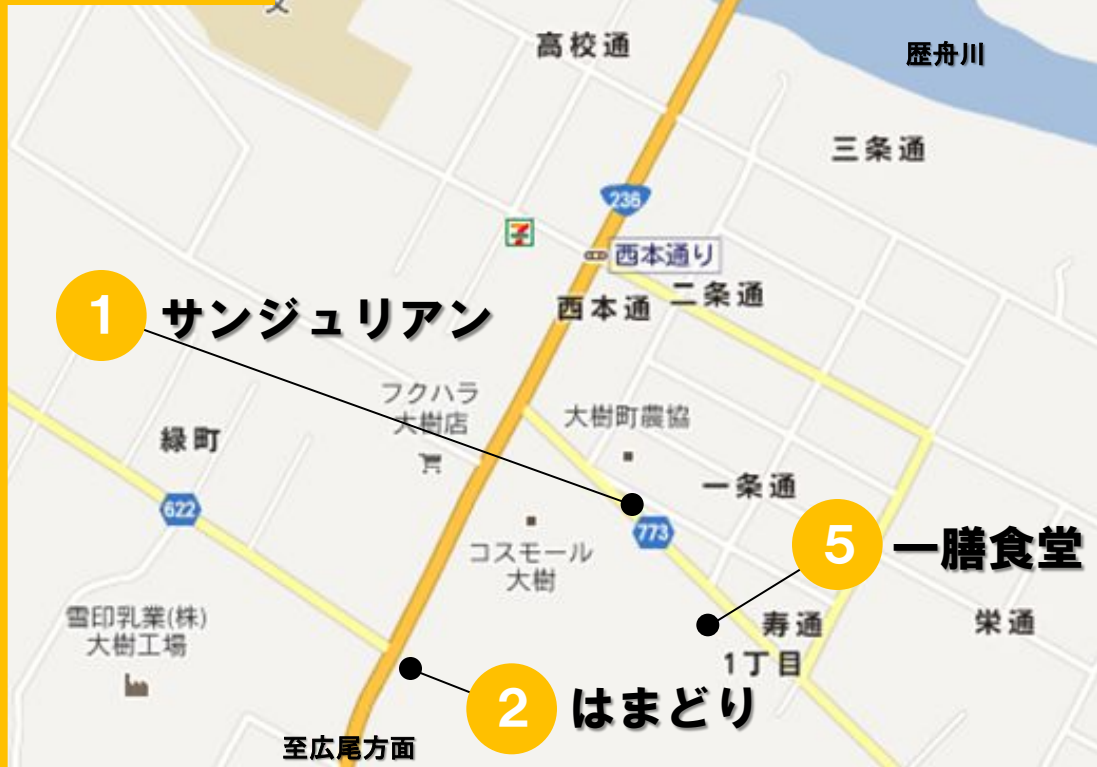 文
高校通
歴舟川
三条通
236
西本通り
二条通
西本通
1 サンジュリアン
フクハラ
大樹店
大樹町農協
緑町
一条通
622
773
5 一膳食堂
コスモール
大樹
雪印乳業(株)
大樹工場
寿通
1丁目
栄通
2 はまどり
至広尾方面